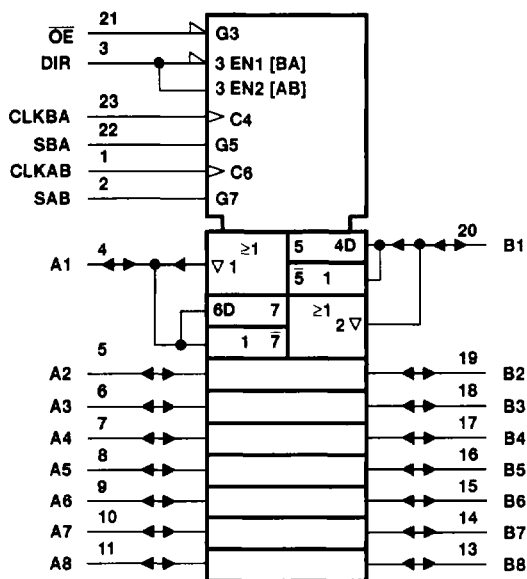 21
O̅E̅ G3
3
DIR 3 EN1 [BA]
3 EN2 [AB]
23
CLKBA C4
22
SBA G5
1
CLKAB C6
2
SAB G7
4 ≥1 5 4D 20
A1 ▽ 1 B1
5̅ 1
6D 7 ≥1
2 ▽
1 7̅
5 19
A2 B2
6 18
A3 B3
7 17
A4 B4
8 16
A5 B5
9 15
A6 B6
10 14
A7 B7
11 13
A8 B8